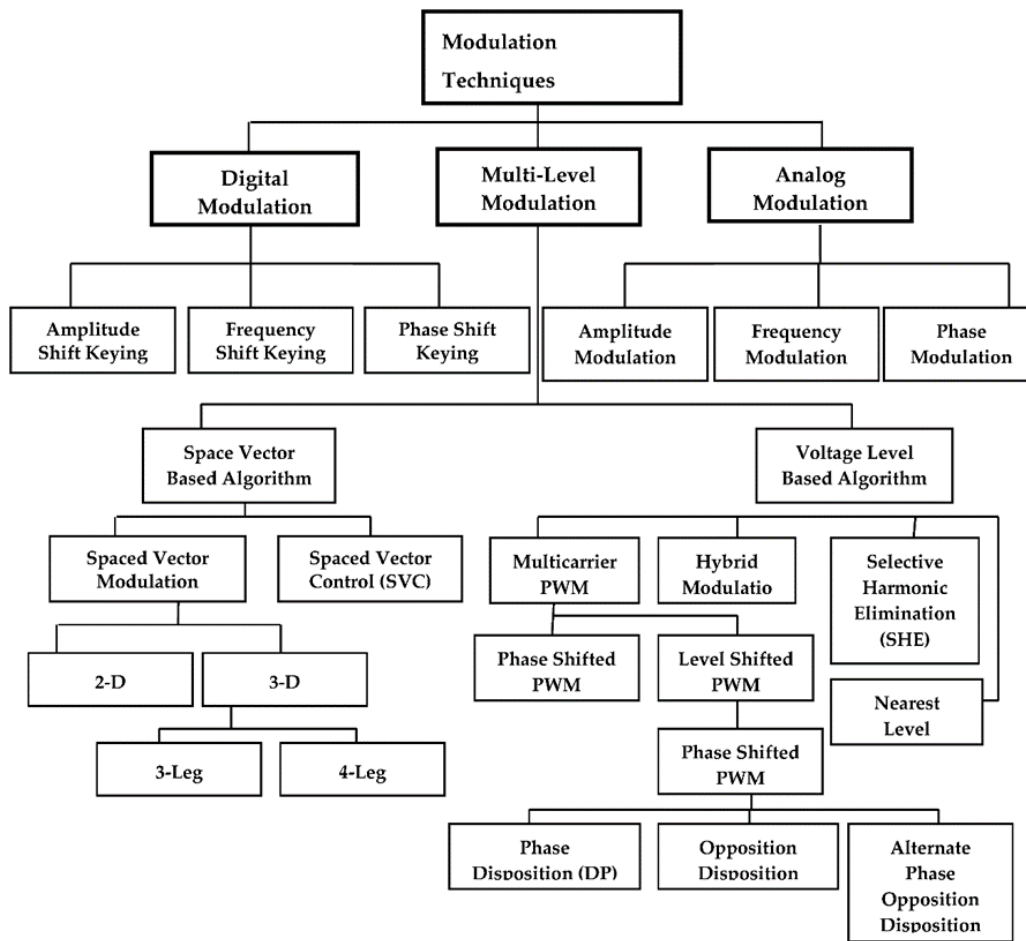 Modulation
Techniques
Digital
Modulation
Multi-Level
Modulation
Analog
Modulation
Amplitude
Shift Keying
Frequency
Shift Keying
Phase Shift
Keying
Amplitude
Modulation
Frequency
Modulation
Phase
Modulation
Space Vector
Based Algorithm
Voltage Level
Based Algorithm
Spaced Vector
Modulation
Spaced Vector
Control (SVC)
Multicarrier
PWM
Hybrid
Modulatio
Selective
Harmonic
Elimination
(SHE)
2-D
3-D
Phase Shifted
PWM
Level Shifted
PWM
Nearest
Level
3-Leg
4-Leg
Phase Shifted
PWM
Phase
Disposition (DP)
Opposition
Disposition
Alternate
Phase
Opposition
Disposition